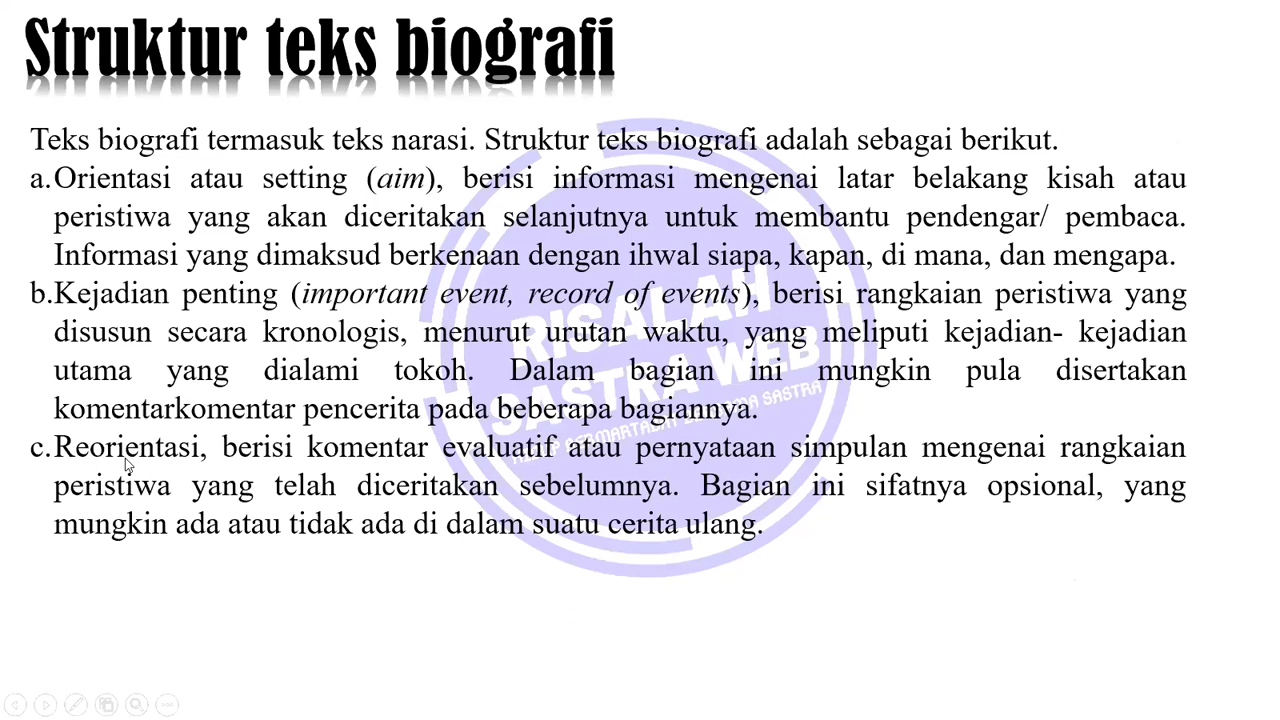 Struktur teks biografi
Teks biografi termasuk teks narasi. Struktur teks biografi adalah sebagai berikut.
a. Orientasi atau setting (aim), berisi informasi mengenai latar belakang kisah atau
peristiwa yang akan diceritakan selanjutnya untuk membantu pendengar/ pembaca.
Informasi yang dimaksud berkenaan dengan ihwal siapa, kapan, di mana, dan mengapa.
b. Kejadian penting (important event, record of events), berisi rangkaian peristiwa yang
disusun secara kronologis, menurut urutan waktu, yang meliputi kejadian- kejadian
utama yang dialami tokoh. Dalam bagian ini mungkin pula disertakan
komentarkomentar pencerita pada beberapa bagiannya.
c. Reorientasi, berisi komentar evaluatif atau pernyataan simpulan mengenai rangkaian
peristiwa yang telah diceritakan sebelumnya. Bagian ini sifatnya opsional, yang
mungkin ada atau tidak ada di dalam suatu cerita ulang.
RISALAH
SASTRA WEB